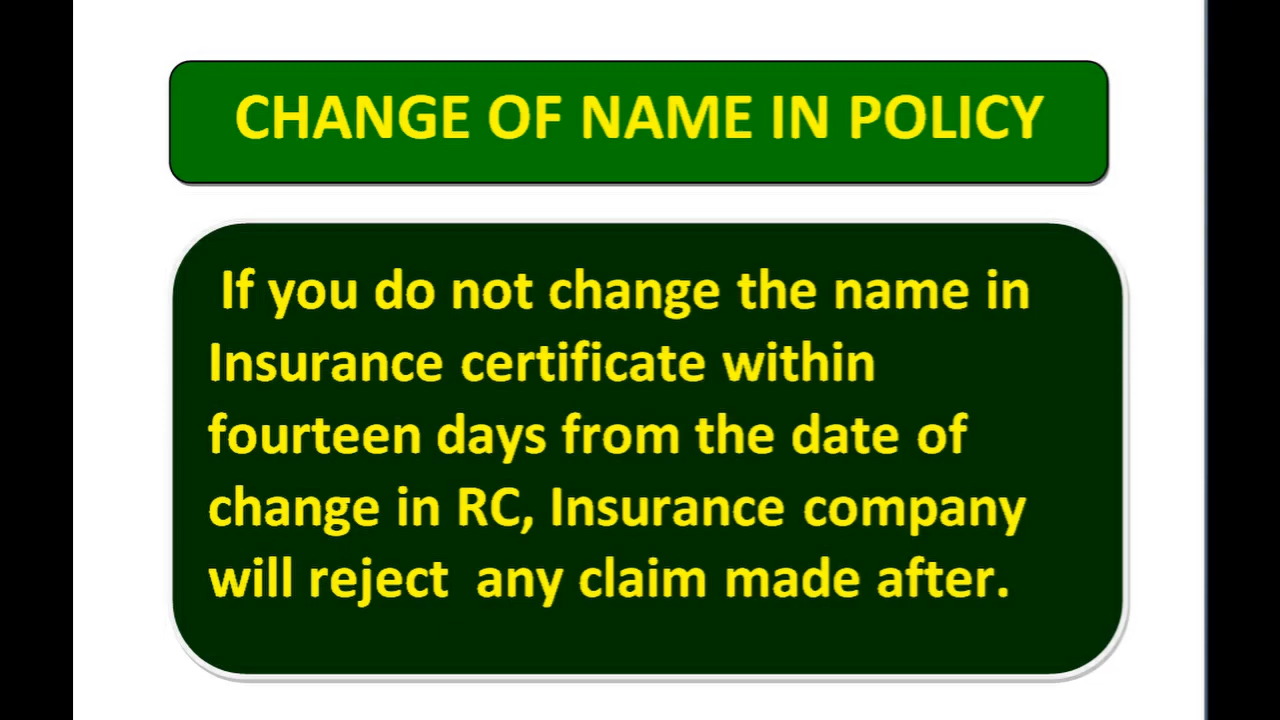 CHANGE OF NAME IN POLICY
If you do not change the name in
Insurance certificate within
fourteen days from the date of
change in RC, Insurance company
will reject  any claim made after.